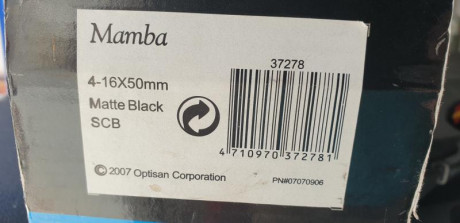 Mamba
37278
4-16X50mm
Matte Black
SCB
4 710970 372781
© 2007 Optisan Corporation
PN#07070906